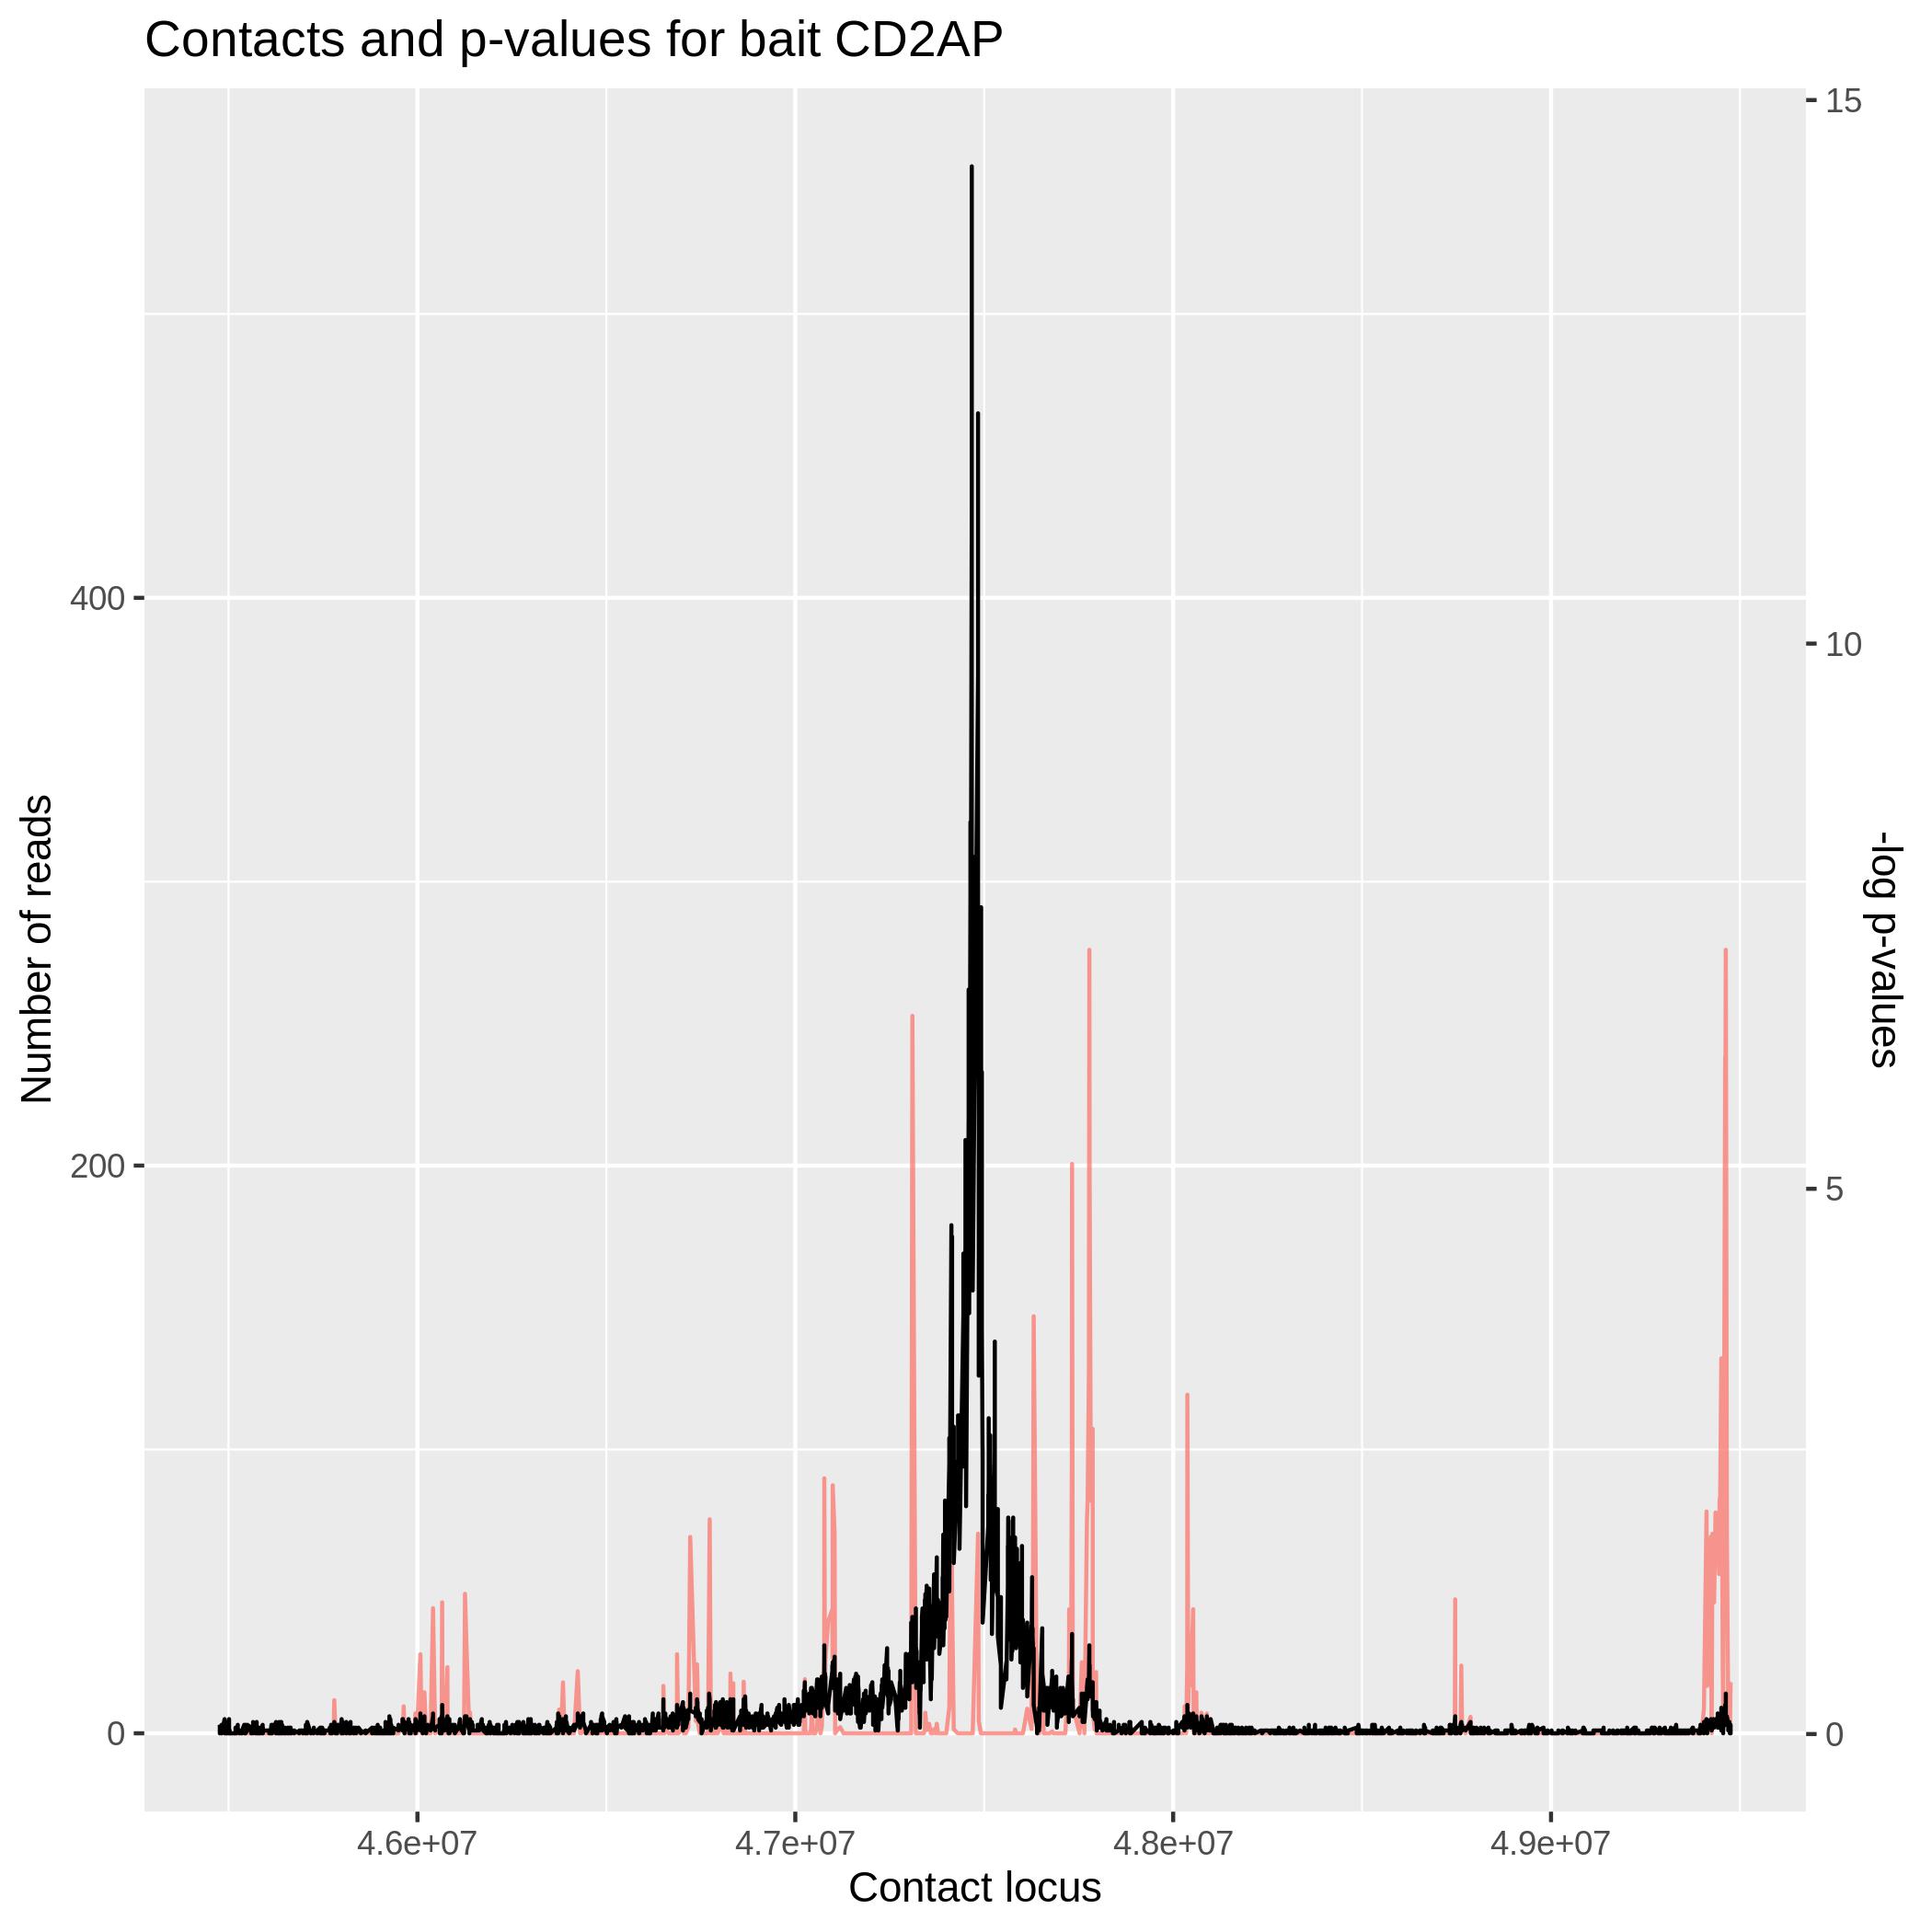 Contacts and p-values for bait CD2AP
15
400
10
Number of reads
-log p-values
200
5
0
0
4.6e+07
4.7e+07
4.8e+07
4.9e+07
Contact locus